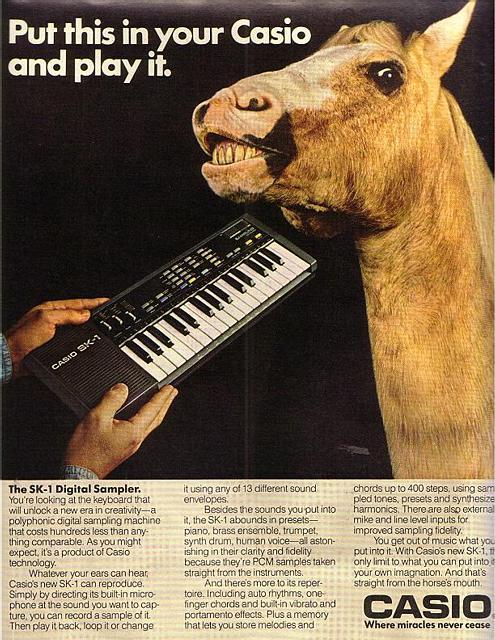 Put this in your Casio
and play it.
CASIO SK-1
The SK-1 Digital Sampler.
You're looking at the keyboard that
will unlock a new era in creativity—a
polyphonic digital sampling machine
that costs hundreds less than any-
thing comparable. As you might
expect, it's a product of Casio
technology.
Whatever your ears can hear,
Casio's new SK-1 can reproduce.
Simply by directing its built-in micro-
phone at the sound you want to cap-
ture, you can record a sample of it.
Then play it back, loop it or change
it using any of 13 different sound
envelopes.
Besides the sounds you put into
it, the SK-1 abounds in presets—
piano, brass ensemble, trumpet,
synth drum, human voice—all aston-
ishing in their clarity and fidelity
because they're PCM samples taken
straight from the instruments.
And there's more to its reper-
toire. Including auto rhythms, one-
finger chords and built-in vibrato and
portamento effects. Plus a memory
that lets you store melodies and
chords up to 400 steps, using sam
pled tones, presets and synthesize
harmonics. There are also external
mike and line level inputs for
improved sampling fidelity.
You get out of music what you
put into it. With Casio's new SK-1, t
only limit to what you can put into it
your own imagination. And that's
straight from the horse's mouth.
CASIO
Where miracles never cease